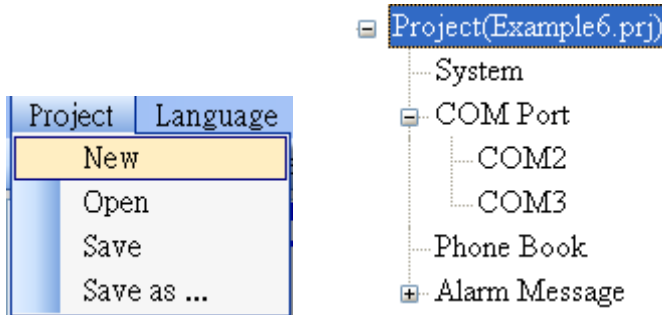 Project Language
New
Open
Save
Save as ...
Project(Example6.prj)
System
COM Port
COM2
COM3
Phone Book
Alarm Message